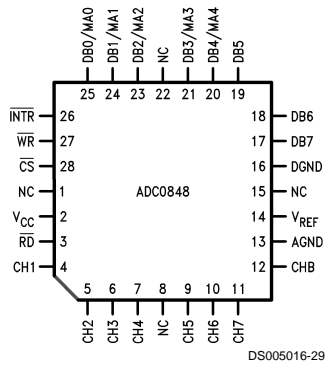 DB0/MA0
DB1/MA1
DB2/MA2
NC
DB3/MA3
DB4/MA4
DB5
25 24 23 22 21 20 19
INTR 26 18 DB6
WR 27 17 DB7
CS 28 16 DGND
NC 1 ADC0848 15 NC
VCC 2 14 VREF
RD 3 13 AGND
CH1 4 12 CHB
5 6 7 8 9 10 11
CH2
CH3
CH4
NC
CH5
CH6
CH7
DS005016-29